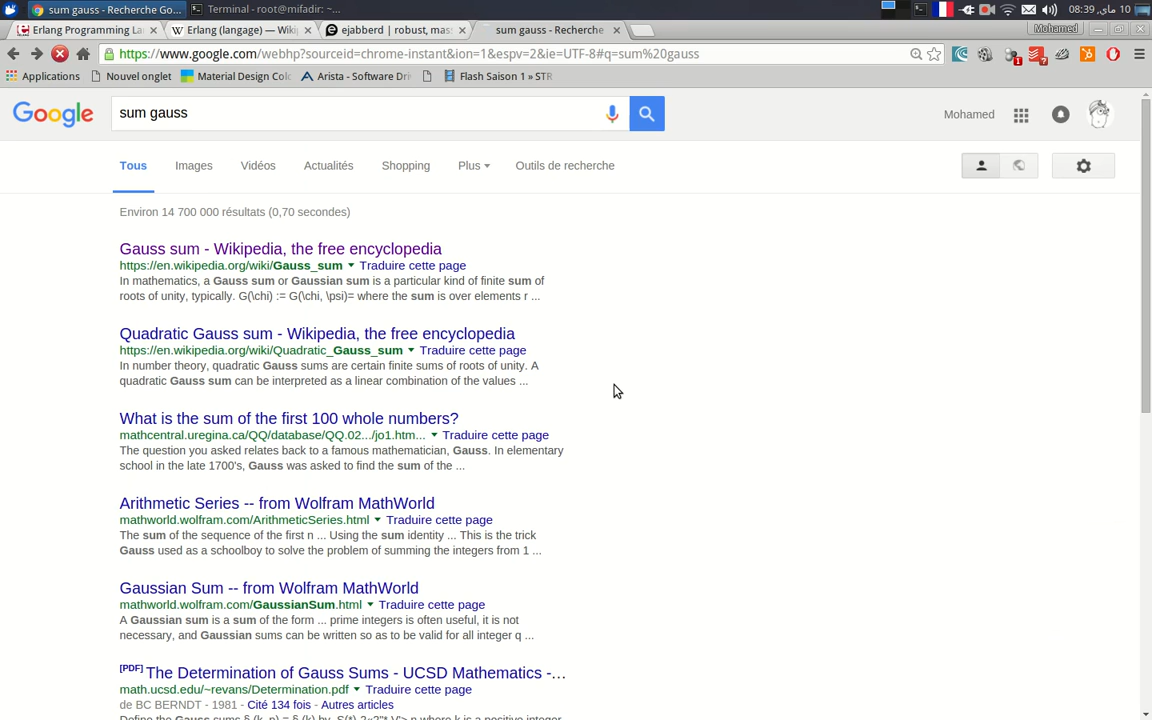 sum gauss - Recherche Go...
Terminal - root@mifadir: ~...
10 ماي, 08:39
Erlang Programming La
Erlang (langage) — Wiki
ejabberd | robust, mas
sum gauss - Recherche
Mohamed
https://www.google.com/webhp?sourceid=chrome-instant&ion=1&espv=2&ie=UTF-8#q=sum%20gauss
Applications
Nouvel onglet
Material Design Colo
Arista - Software Dri
Flash Saison 1 » STR
Google
sum gauss
Mohamed
Tous
Images
Vidéos
Actualités
Shopping
Plus
Outils de recherche
Environ 14 700 000 résultats (0,70 secondes)
Gauss sum - Wikipedia, the free encyclopedia
https://en.wikipedia.org/wiki/Gauss_sum Traduire cette page
In mathematics, a Gauss sum or Gaussian sum is a particular kind of finite sum of
roots of unity, typically. G(\chi) := G(\chi, \psi)= where the sum is over elements r ...
Quadratic Gauss sum - Wikipedia, the free encyclopedia
https://en.wikipedia.org/wiki/Quadratic_Gauss_sum Traduire cette page
In number theory, quadratic Gauss sums are certain finite sums of roots of unity. A
quadratic Gauss sum can be interpreted as a linear combination of the values ...
What is the sum of the first 100 whole numbers?
mathcentral.uregina.ca/QQ/database/QQ.02.../jo1.htm... Traduire cette page
The question you asked relates back to a famous mathematician, Gauss. In elementary
school in the late 1700's, Gauss was asked to find the sum of the ...
Arithmetic Series -- from Wolfram MathWorld
mathworld.wolfram.com/ArithmeticSeries.html Traduire cette page
The sum of the sequence of the first n ... Using the sum identity ... This is the trick
Gauss used as a schoolboy to solve the problem of summing the integers from 1 ...
Gaussian Sum -- from Wolfram MathWorld
mathworld.wolfram.com/GaussianSum.html Traduire cette page
A Gaussian sum is a sum of the form ... prime integers is often useful, it is not
necessary, and Gaussian sums can be written so as to be valid for all integer q ...
[PDF] The Determination of Gauss Sums - UCSD Mathematics -...
math.ucsd.edu/~revans/Determination.pdf Traduire cette page
de BC BERNDT - 1981 - Cité 134 fois - Autres articles